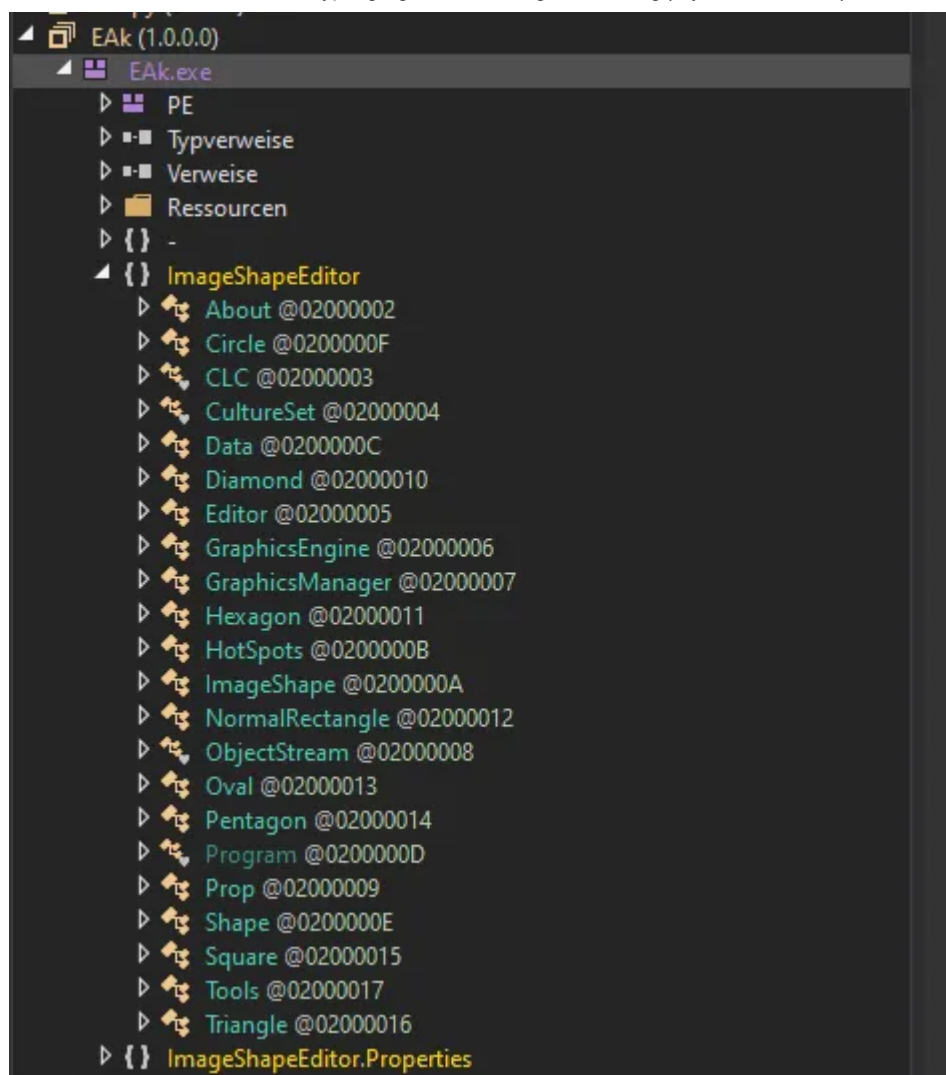 EAk (1.0.0.0)
EAk.exe
PE
Typverweise
Verweise
Ressourcen
{ } -
{ } ImageShapeEditor
About @02000002
Circle @0200000F
CLC @02000003
CultureSet @02000004
Data @0200000C
Diamond @02000010
Editor @02000005
GraphicsEngine @02000006
GraphicsManager @02000007
Hexagon @02000011
HotSpots @0200000B
ImageShape @0200000A
NormalRectangle @02000012
ObjectStream @02000008
Oval @02000013
Pentagon @02000014
Program @0200000D
Prop @02000009
Shape @0200000E
Square @02000015
Tools @02000017
Triangle @02000016
{ } ImageShapeEditor.Properties